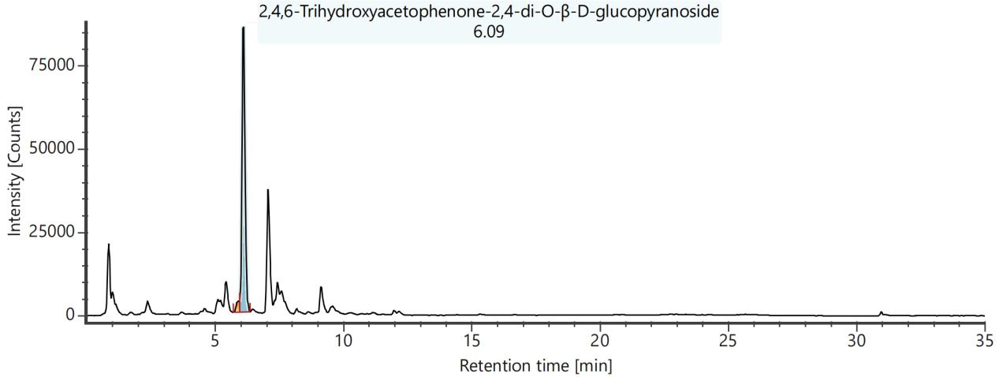 2,4,6-Trihydroxyacetophenone-2,4-di-O-β-D-glucopyranoside
6.09
Intensity [Counts]
75000
50000
25000
0
5 10 15 20 25 30 35
Retention time [min]